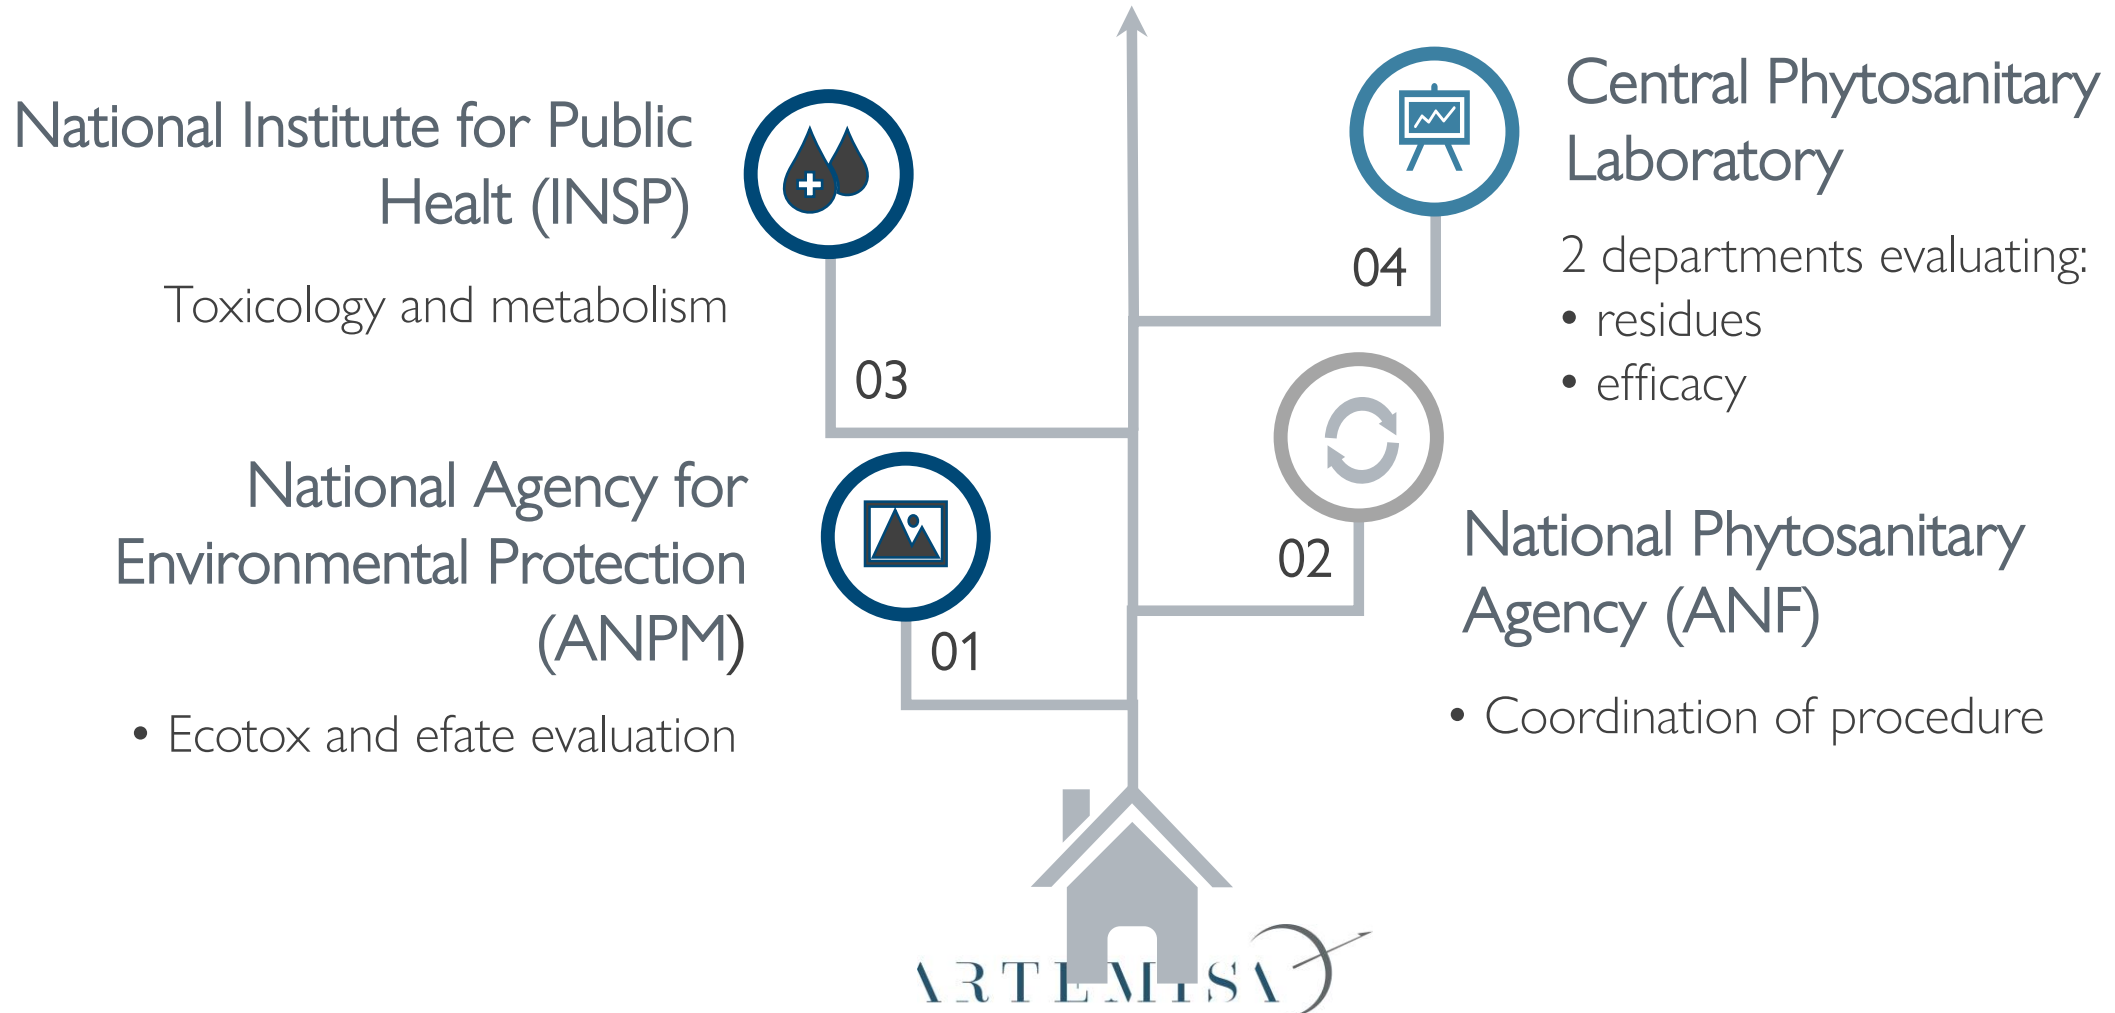 National Institute for Public
Healt (INSP)
Toxicology and metabolism
03
Central Phytosanitary
Laboratory
2 departments evaluating:
• residues
• efficacy
04
National Agency for
Environmental Protection
(ANPM)
• Ecotox and efate evaluation
01
02
National Phytosanitary
Agency (ANF)
• Coordination of procedure
ARTEMISA